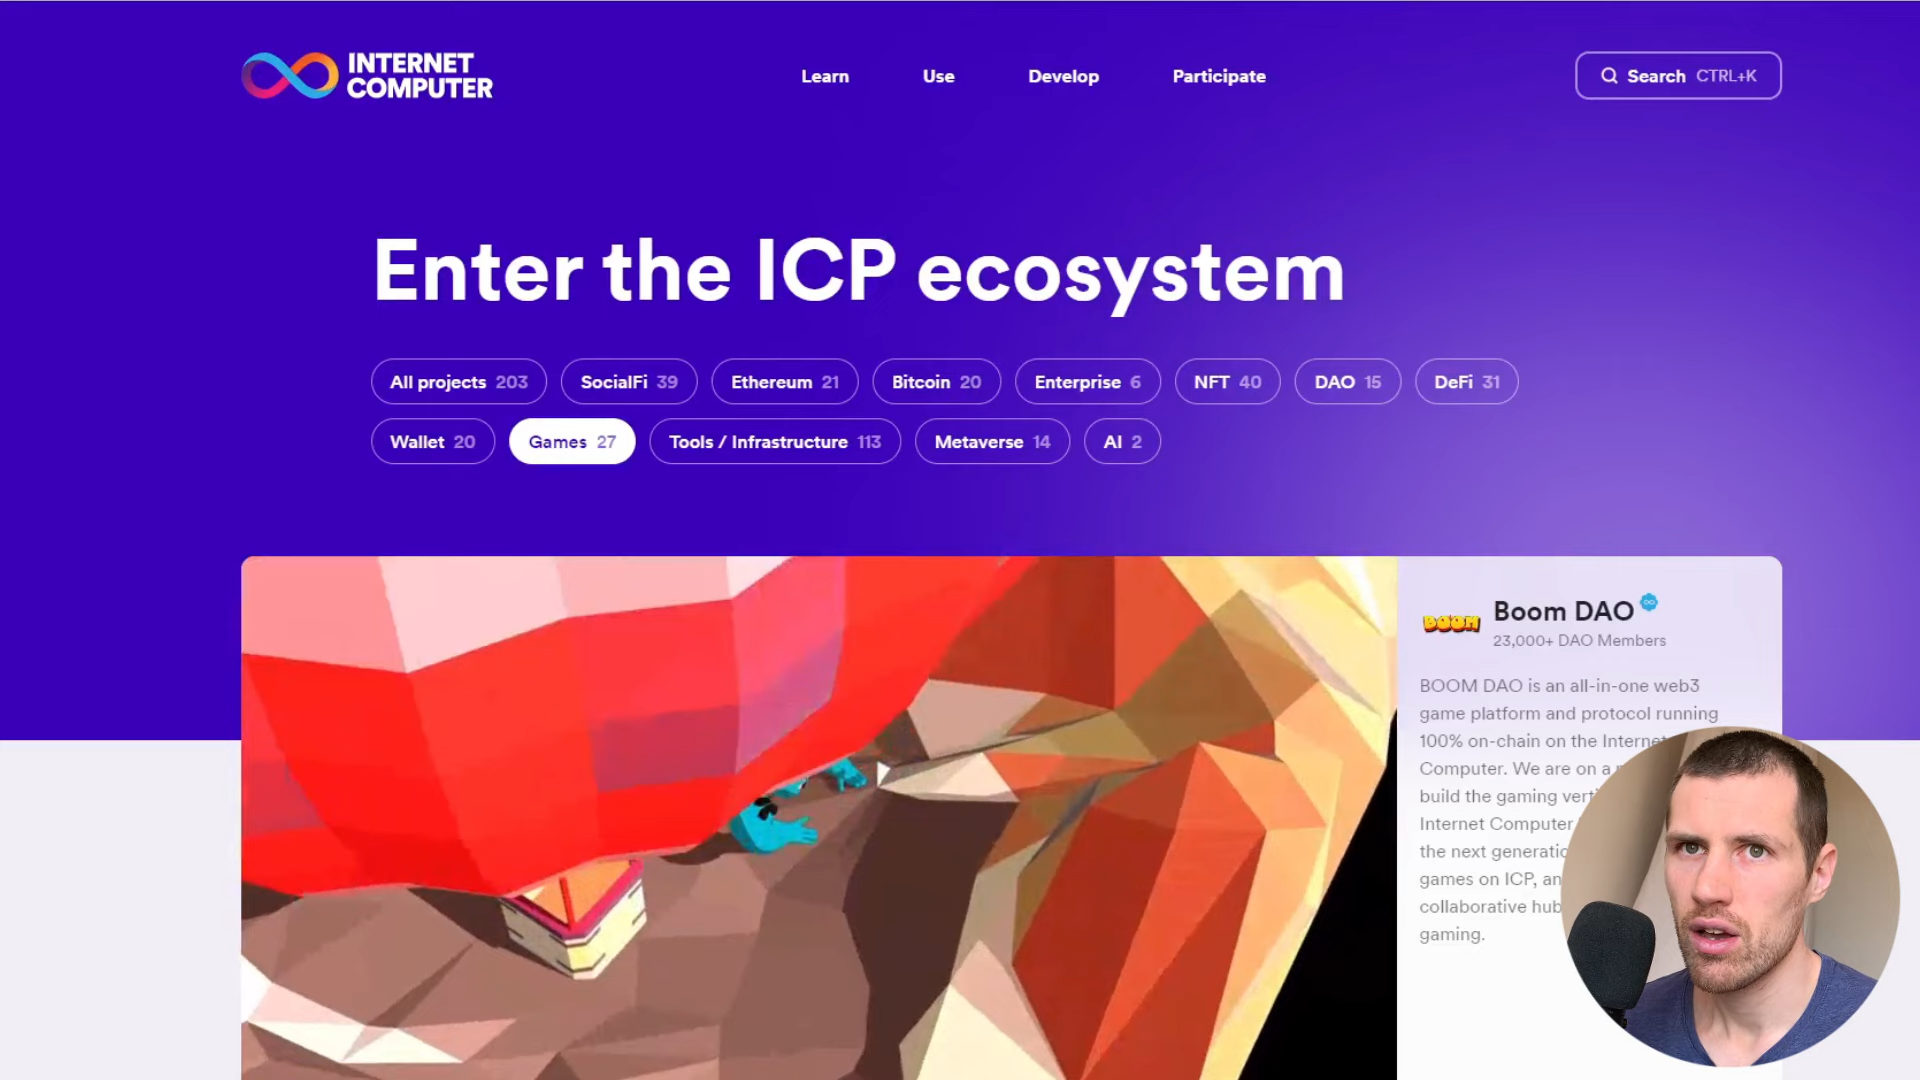 INTERNET
COMPUTER
Learn
Use
Develop
Participate
Search CTRL+K
Enter the ICP ecosystem
All projects 203
SocialFi 39
Ethereum 21
Bitcoin 20
Enterprise 6
NFT 40
DAO 15
DeFi 31
Wallet 20
Games 27
Tools / Infrastructure 113
Metaverse 14
AI 2
BOOM
Boom DAO
23,000+ DAO Members
BOOM DAO is an all-in-one web3
game platform and protocol running
100% on-chain on the Internet
Computer. We are on a
build the gaming
Internet Computer
the next
games on ICP,
collaborative hub
gaming.